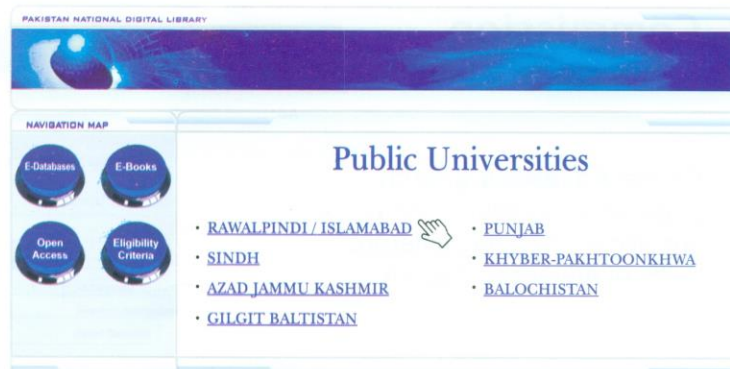 PAKISTAN NATIONAL DIGITAL LIBRARY
NAVIGATION MAP
E-Databases
E-Books
Open
Access
Eligibility
Criteria
Public Universities
• RAWALPINDI / ISLAMABAD
• SINDH
• AZAD JAMMU KASHMIR
• GILGIT BALTISTAN
• PUNJAB
• KHYBER-PAKHTOONKHWA
• BALOCHISTAN